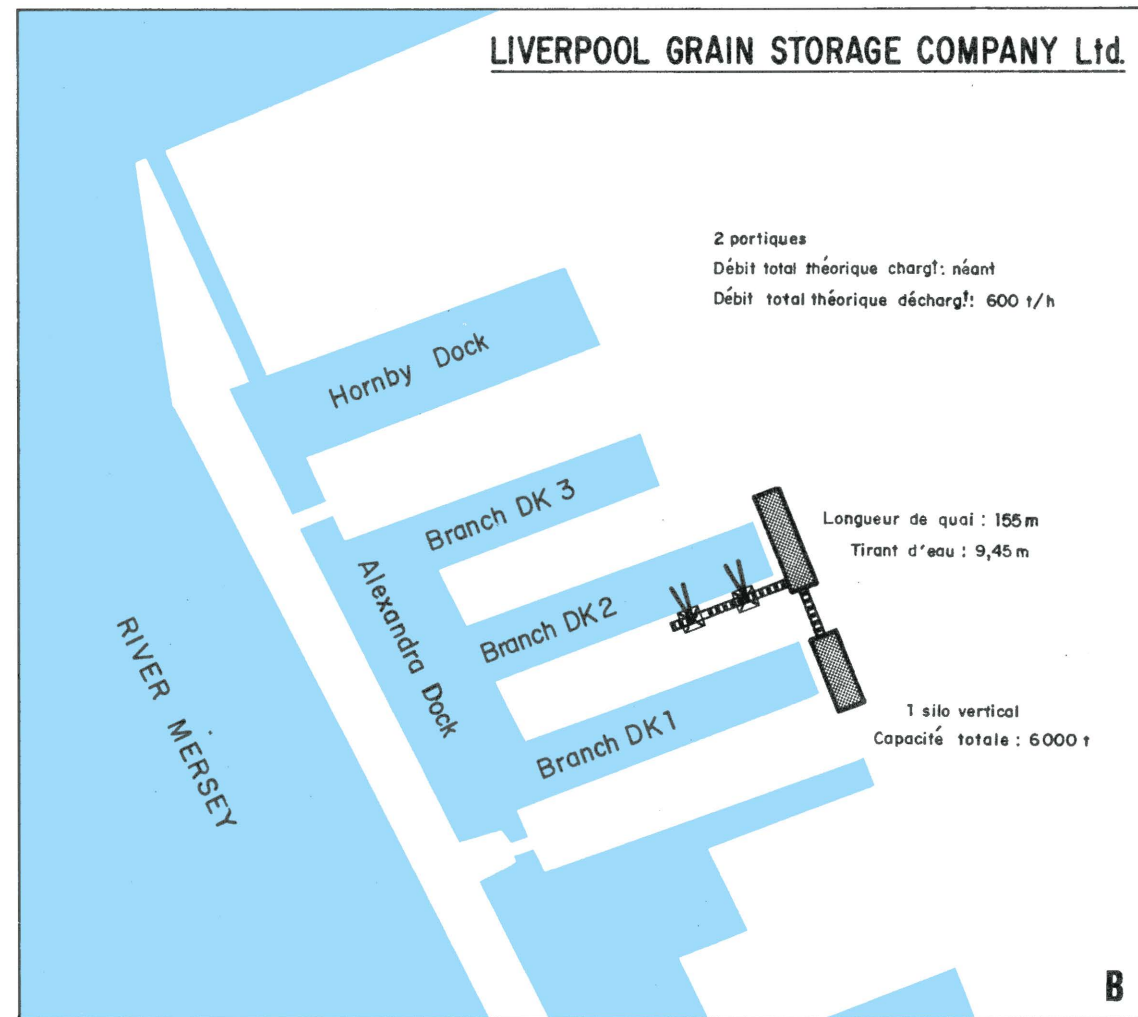 LIVERPOOL GRAIN STORAGE COMPANY Ltd.
2 portiques
Débit total théorique chargt: néant
Débit total théorique déchargt: 600 t/h
Hornby Dock
Branch DK 3
Longueur de quai : 155 m
Tirant d'eau : 9,45 m
Alexandra Dock
Branch DK 2
RIVER MERSEY
Branch DK 1
1 silo vertical
Capacité totale : 6000 t
B